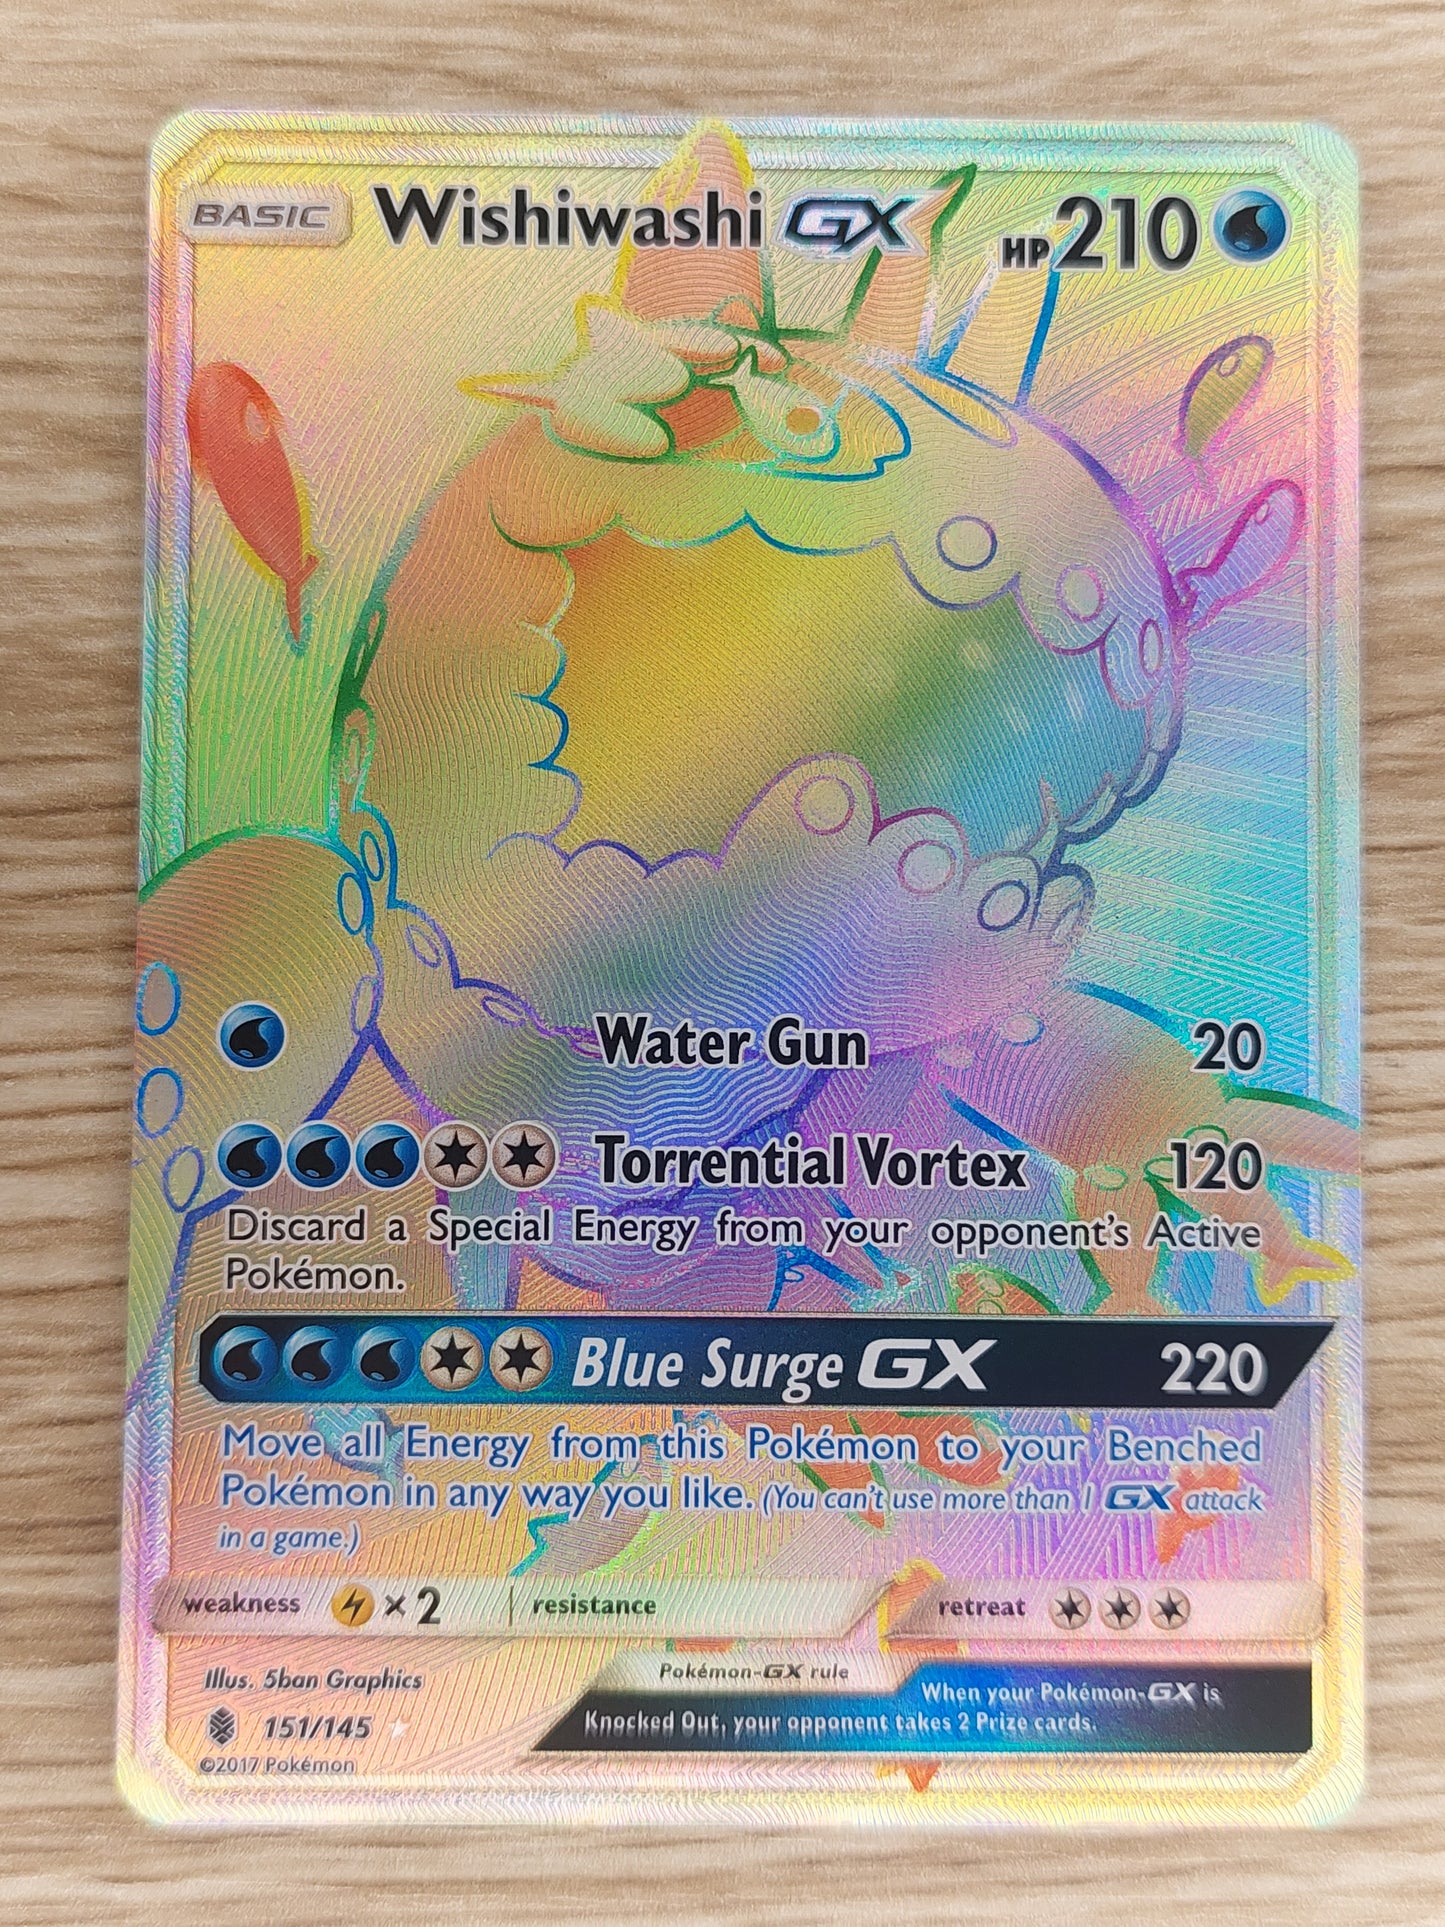 BASIC Wishiwashi GX HP 210
Water Gun 20
Torrential Vortex 120
Discard a Special Energy from your opponent's Active
Pokémon.
Blue Surge GX 220
Move all Energy from this Pokémon to your Benched
Pokémon in any way you like. (You can't use more than 1 GX attack
in a game.)
weakness × 2 resistance retreat
Illus. 5ban Graphics
Pokémon-GX rule
When your Pokémon-GX is
Knocked Out, your opponent takes 2 Prize cards.
151/145
©2017 Pokémon